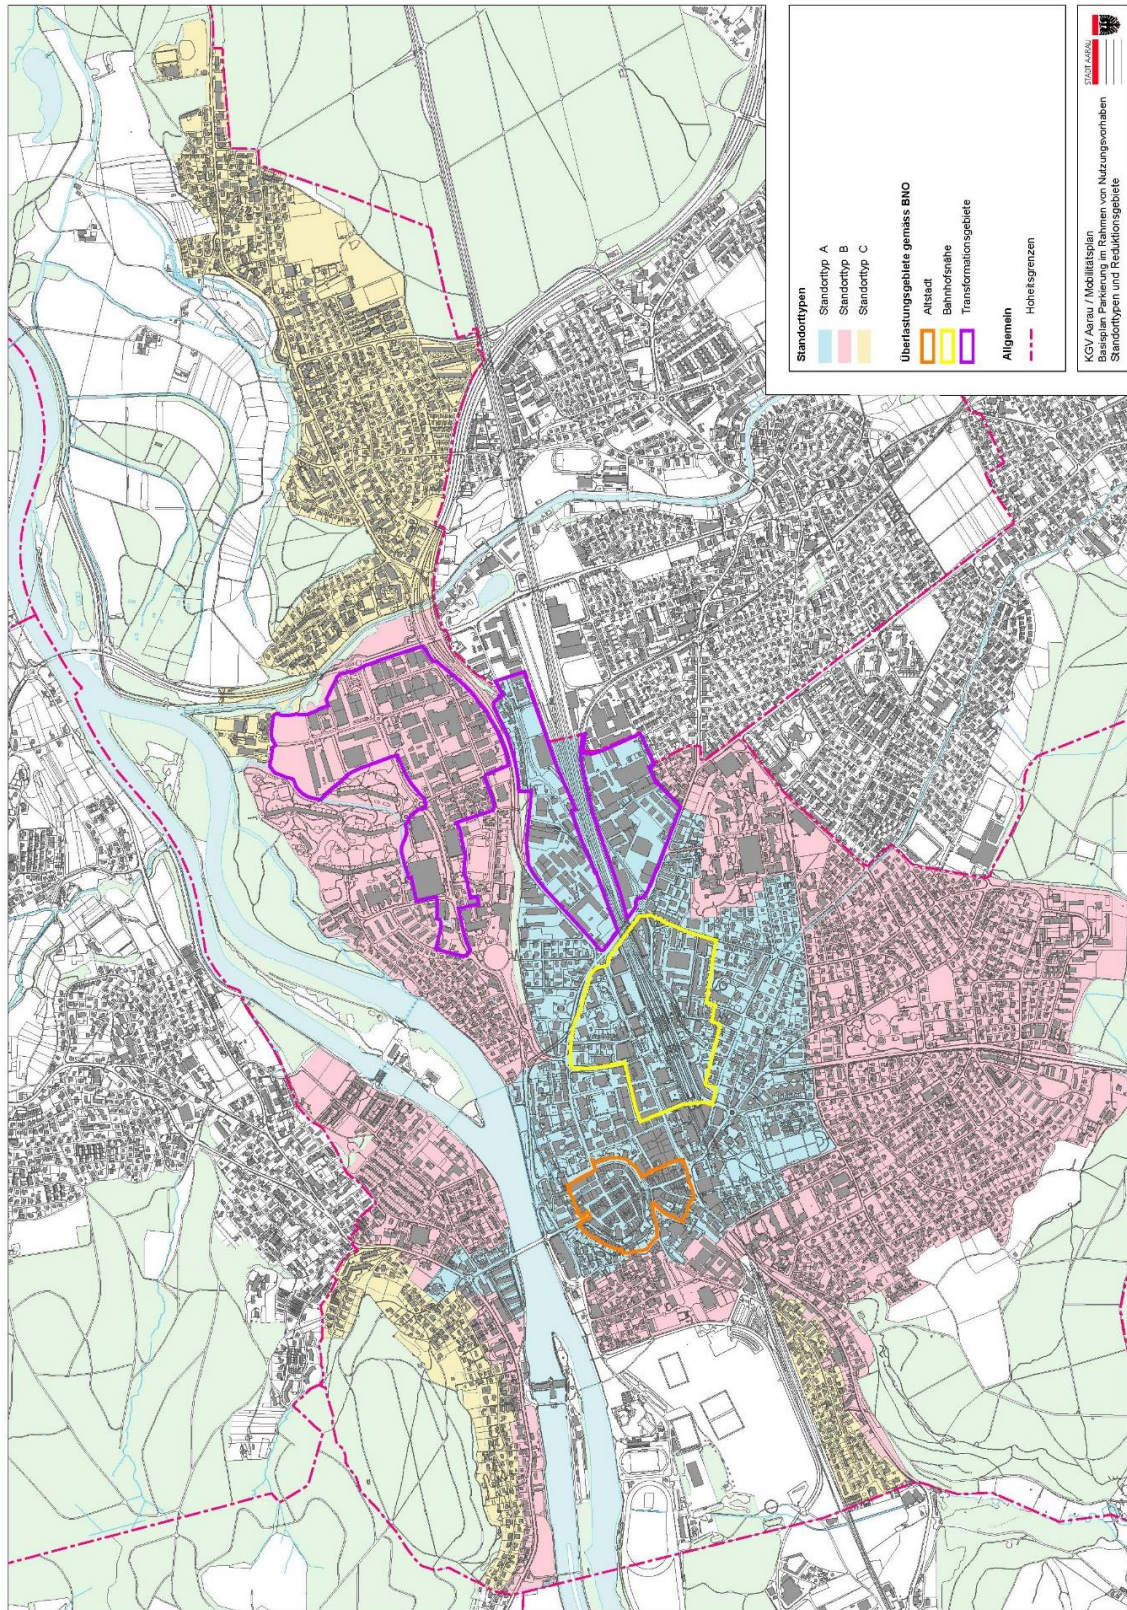 Standorttypen
Standorttyp A
Standorttyp B
Standorttyp C
Überlastungsgebiete gemäss BNO
Altstadt
Bahnhofsnähe
Transformationsgebiete
Allgemein
Hoheitsgrenzen
KGV Aarau / Mobilitätsplan
Basisplan Parkierung im Rahmen von Nutzungsvorhaben
Standorttypen und Reduktionsgebiete
STADT AARAU